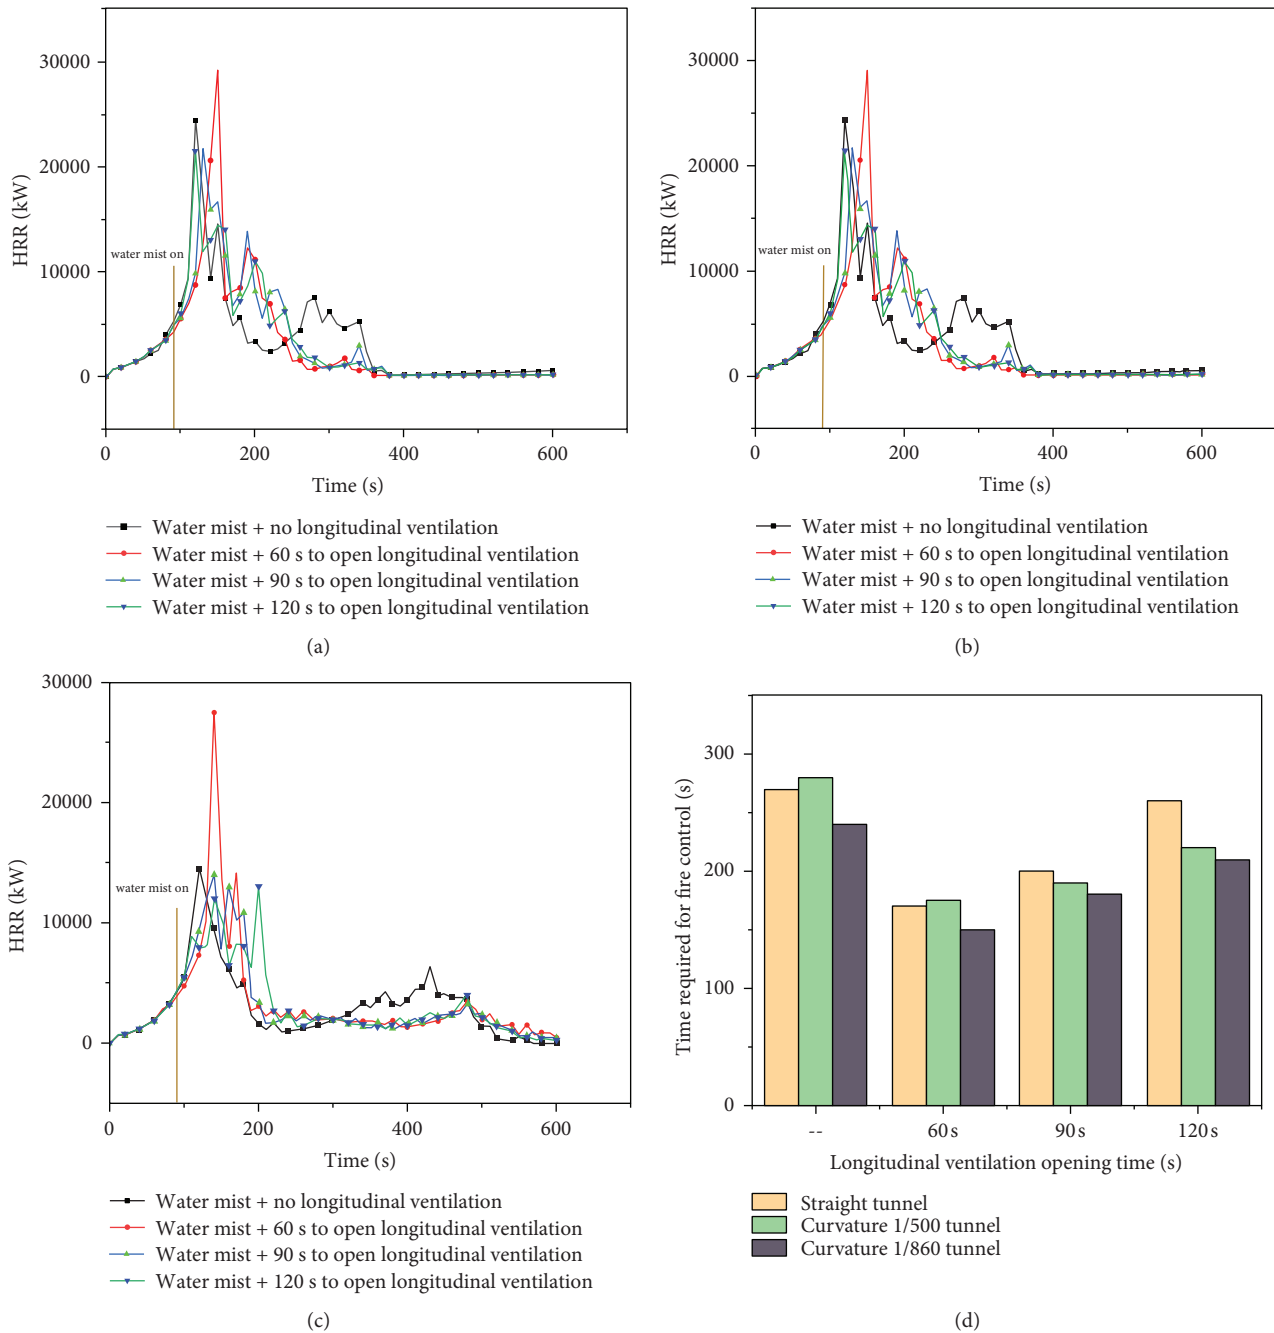 30000
20000
10000
0
HRR (kW)
water mist on
0
200
400
600
Time (s)
Water mist + no longitudinal ventilation
Water mist + 60 s to open longitudinal ventilation
Water mist + 90 s to open longitudinal ventilation
Water mist + 120 s to open longitudinal ventilation
(a)
30000
20000
10000
0
HRR (kW)
water mist on
0
200
400
600
Time (s)
Water mist + no longitudinal ventilation
Water mist + 60 s to open longitudinal ventilation
Water mist + 90 s to open longitudinal ventilation
Water mist + 120 s to open longitudinal ventilation
(b)
30000
20000
10000
0
HRR (kW)
water mist on
0
200
400
600
Time (s)
Water mist + no longitudinal ventilation
Water mist + 60 s to open longitudinal ventilation
Water mist + 90 s to open longitudinal ventilation
Water mist + 120 s to open longitudinal ventilation
(c)
300
200
100
0
Time required for fire control (s)
--
60 s
90 s
120 s
Longitudinal ventilation opening time (s)
Straight tunnel
Curvature 1/500 tunnel
Curvature 1/860 tunnel
(d)